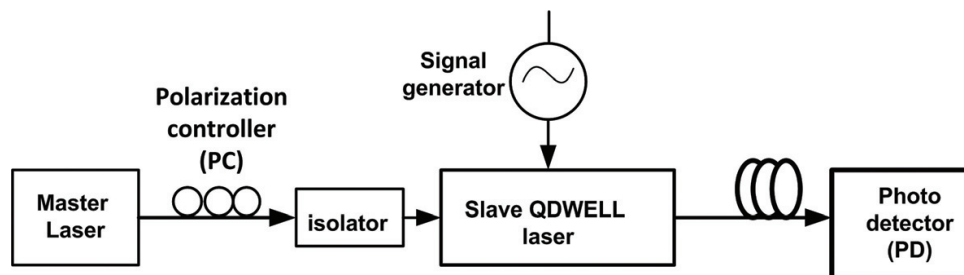 Signal
generator
Polarization
controller
(PC)
Master
Laser
isolator
Slave QDWELL
laser
Photo
detector
(PD)